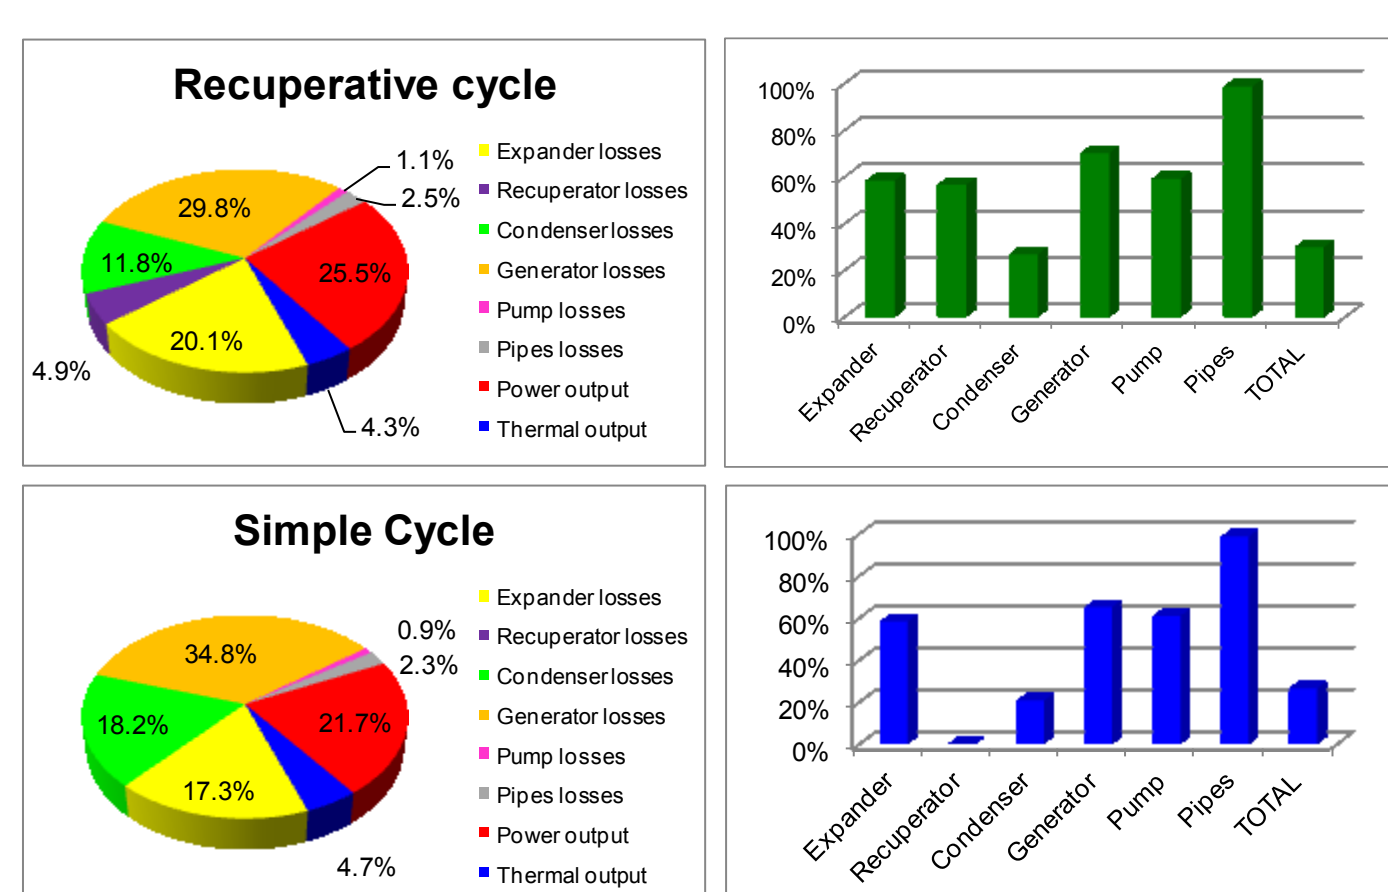 Recuperative cycle
1.1%
2.5%
29.8%
11.8%
25.5%
20.1%
4.9%
4.3%
Expander losses
Recuperator losses
Condenser losses
Generator losses
Pump losses
Pipes losses
Power output
Thermal output
100%
80%
60%
40%
20%
0%
Expander
Recuperator
Condenser
Generator
Pump
Pipes
TOTAL
Simple Cycle
0.9%
2.3%
34.8%
18.2%
21.7%
17.3%
4.7%
Expander losses
Recuperator losses
Condenser losses
Generator losses
Pump losses
Pipes losses
Power output
Thermal output
100%
80%
60%
40%
20%
0%
Expander
Recuperator
Condenser
Generator
Pump
Pipes
TOTAL